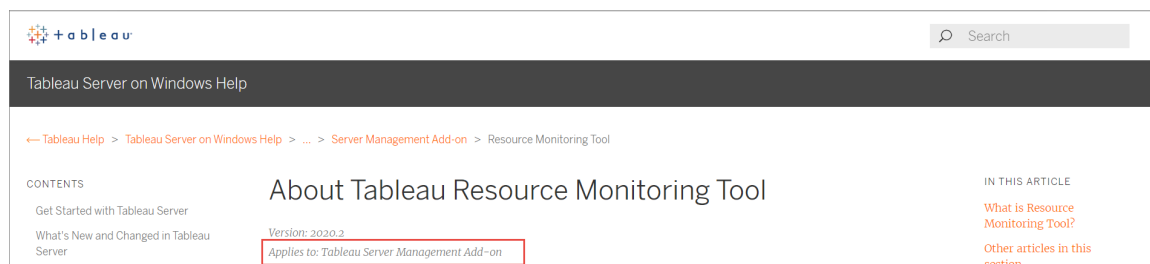 +ableau
Search
Tableau Server on Windows Help
← Tableau Help > Tableau Server on Windows Help > ... > Server Management Add-on > Resource Monitoring Tool
CONTENTS
Get Started with Tableau Server
What's New and Changed in Tableau
Server
About Tableau Resource Monitoring Tool
Version: 2020.2
Applies to: Tableau Server Management Add-on
IN THIS ARTICLE
What is Resource
Monitoring Tool?
Other articles in this
section